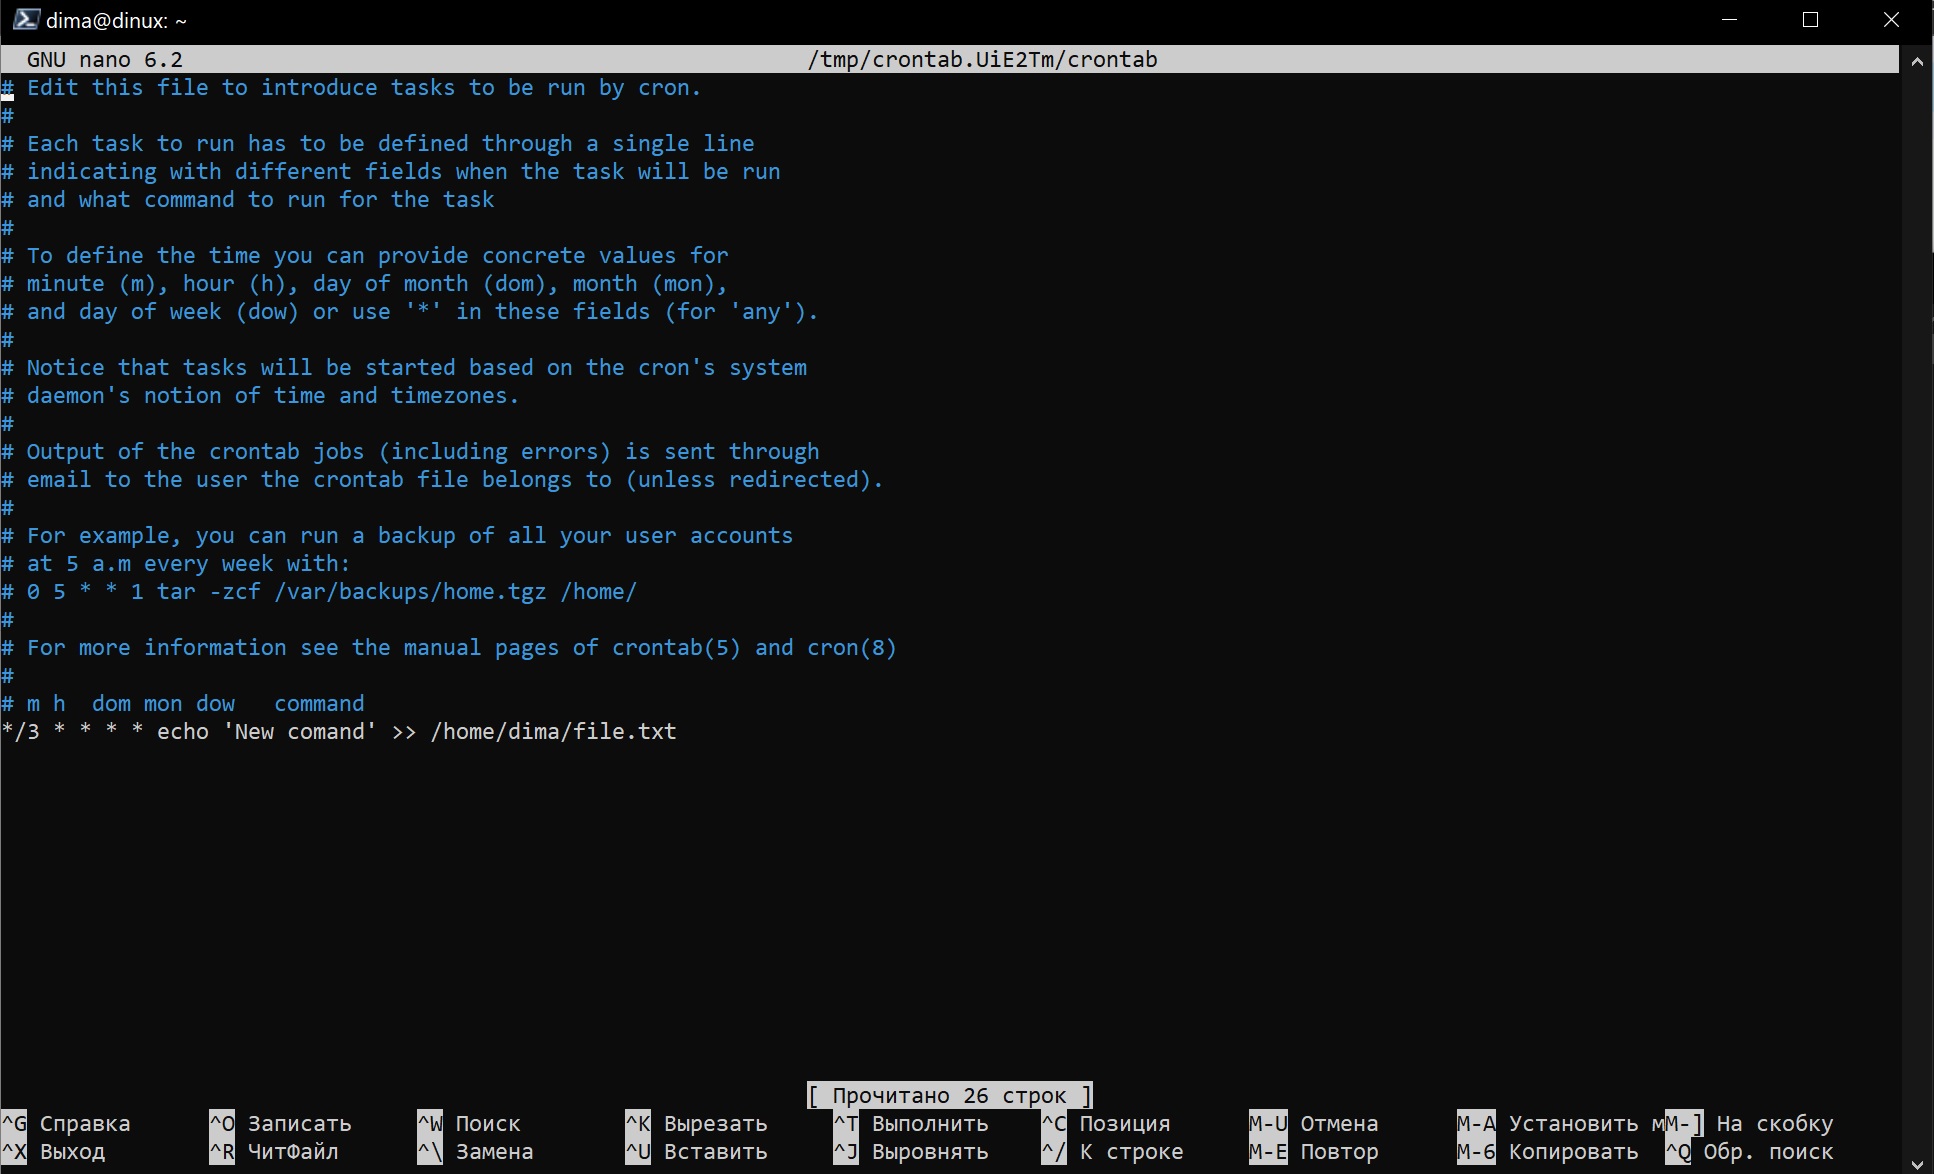 dima@dinux: ~
GNU nano 6.2 /tmp/crontab.UiE2Tm/crontab
# Edit this file to introduce tasks to be run by cron.
#
# Each task to run has to be defined through a single line
# indicating with different fields when the task will be run
# and what command to run for the task
#
# To define the time you can provide concrete values for
# minute (m), hour (h), day of month (dom), month (mon),
# and day of week (dow) or use '*' in these fields (for 'any').
#
# Notice that tasks will be started based on the cron's system
# daemon's notion of time and timezones.
#
# Output of the crontab jobs (including errors) is sent through
# email to the user the crontab file belongs to (unless redirected).
#
# For example, you can run a backup of all your user accounts
# at 5 a.m every week with:
# 0 5 * * 1 tar -zcf /var/backups/home.tgz /home/
#
# For more information see the manual pages of crontab(5) and cron(8)
#
# m h  dom mon dow   command
*/3 * * * * echo 'New comand' >> /home/dima/file.txt
[ Прочитано 26 строк ]
^G Справка ^O Записать ^W Поиск ^K Вырезать ^T Выполнить ^C Позиция M-U Отмена M-A Установить мM-] На скобку
^X Выход ^R ЧитФайл ^\ Замена ^U Вставить ^J Выровнять ^/ К строке M-E Повтор M-6 Копировать ^Q Обр. поиск